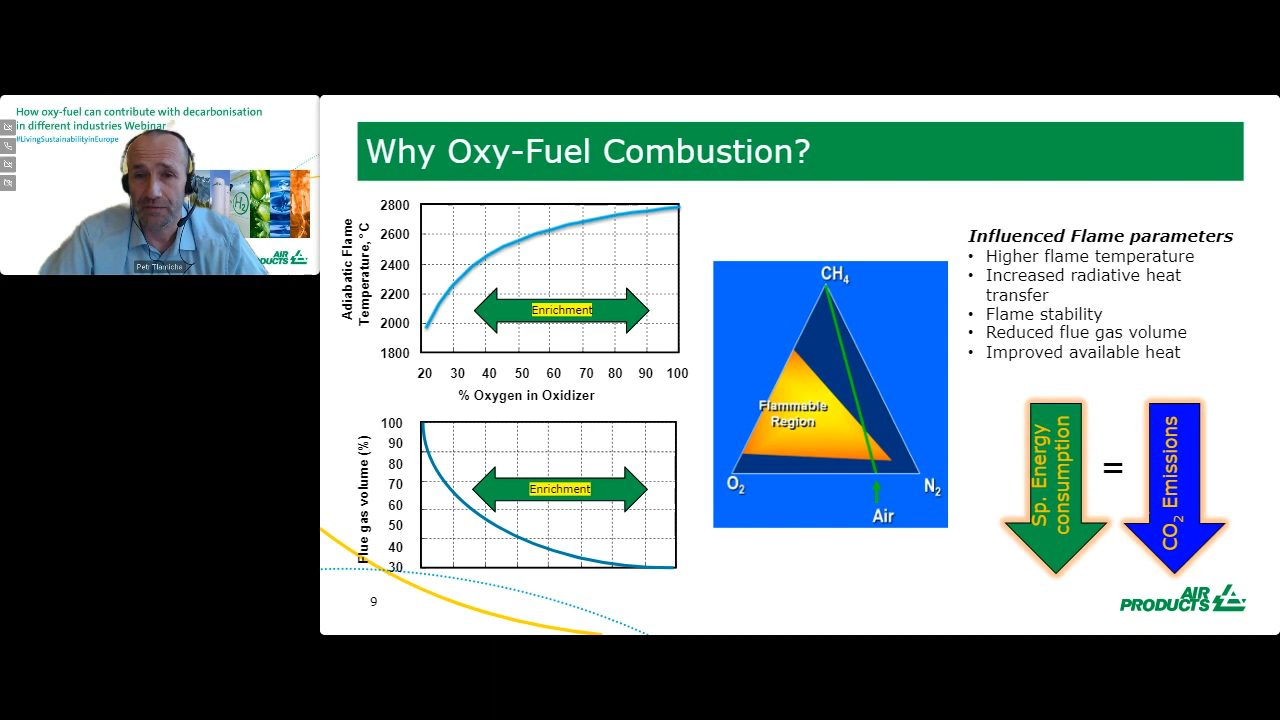 How oxy-fuel can contribute with decarbonisation
in different industries Webinar
#LivingSustainabilityinEurope
H2
AIR
PRODUCTS
Petr Tlamicha
Why Oxy-Fuel Combustion?
Adiabatic Flame
Temperature, °C
2800
2600
2400
2200
2000
1800
Enrichment
20 30 40 50 60 70 80 90 100
% Oxygen in Oxidizer
Flue gas volume (%)
100
90
80
70
60
50
40
30
Enrichment
CH4
Flammable
Region
O2
N2
Air
Influenced Flame parameters
• Higher flame temperature
• Increased radiative heat
transfer
• Flame stability
• Reduced flue gas volume
• Improved available heat
Sp. Energy
consumption
=
CO2 Emissions
9
AIR
PRODUCTS